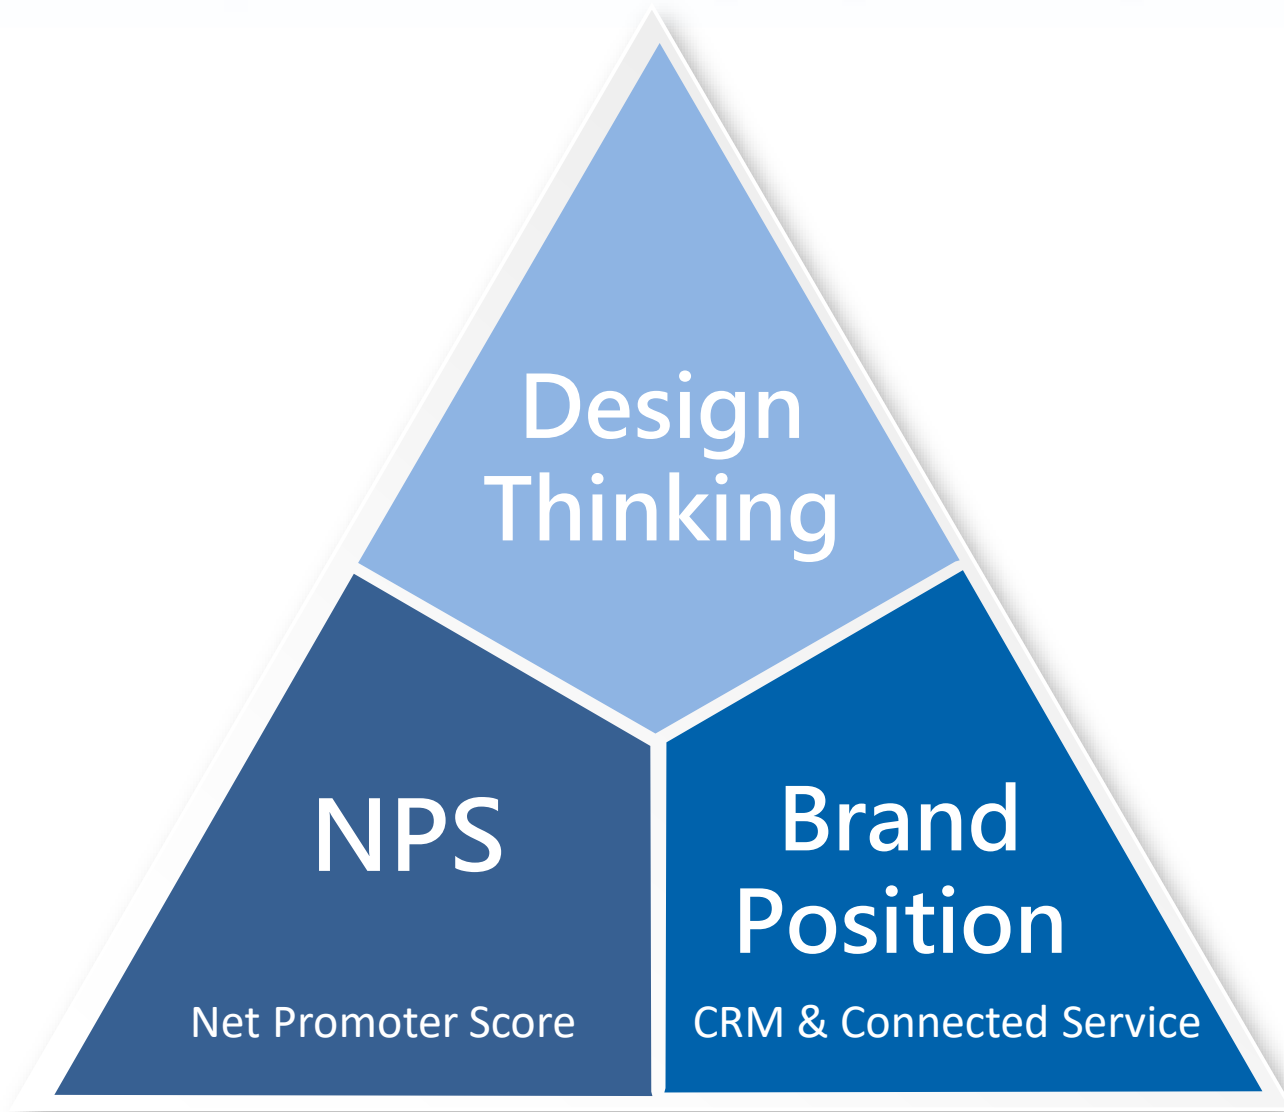 Design
Thinking
NPS
Net Promoter Score
Brand
Position
CRM & Connected Service